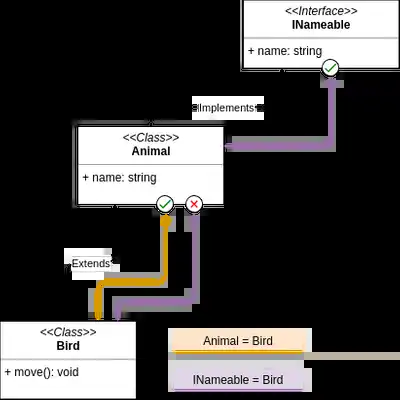 <<Interface>>
INameable
+ name: string
Implements
<<Class>>
Animal
+ name: string
Extends
<<Class>>
Bird
+ move(): void
Animal = Bird
INameable = Bird